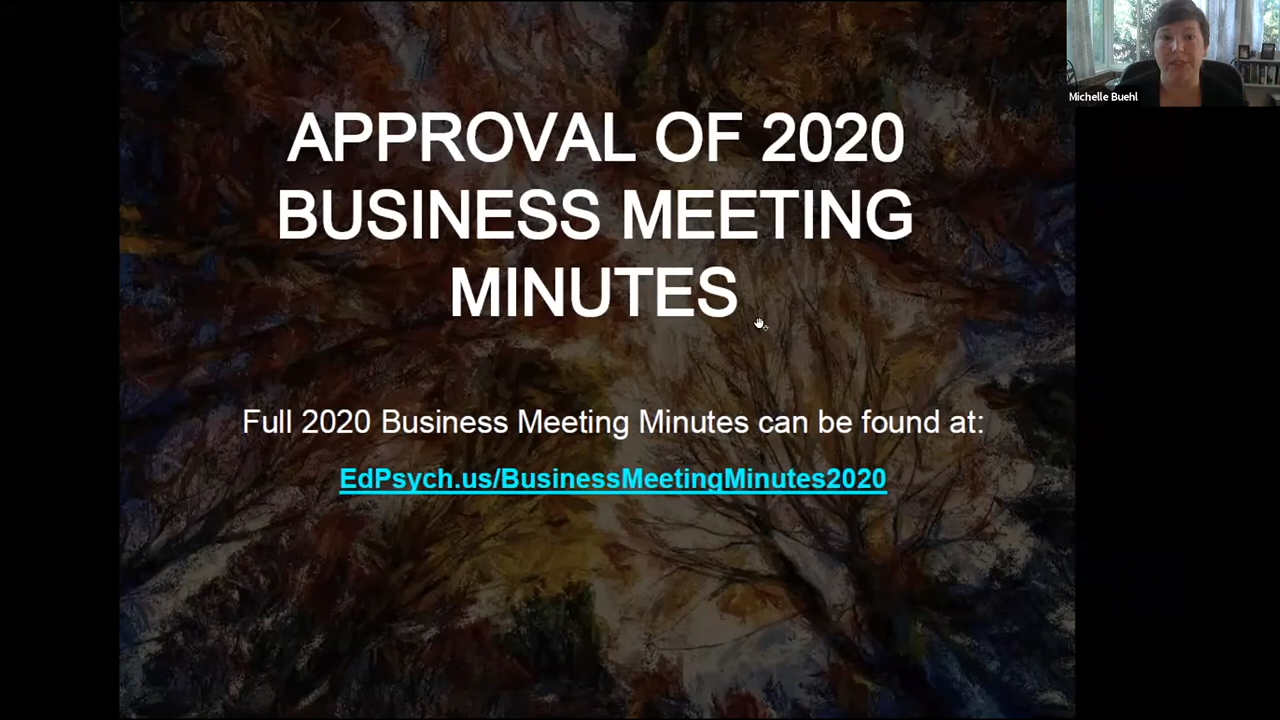 APPROVAL OF 2020
BUSINESS MEETING
MINUTES
Full 2020 Business Meeting Minutes can be found at:
EdPsych.us/BusinessMeetingMinutes2020
Michelle Buehl